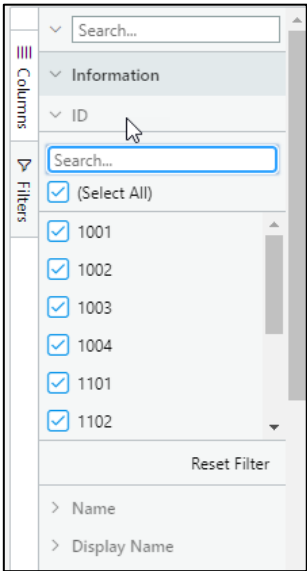 Search...
Columns
Information
ID
Filters
Search...
(Select All)
1001
1002
1003
1004
1101
1102
Reset Filter
Name
Display Name